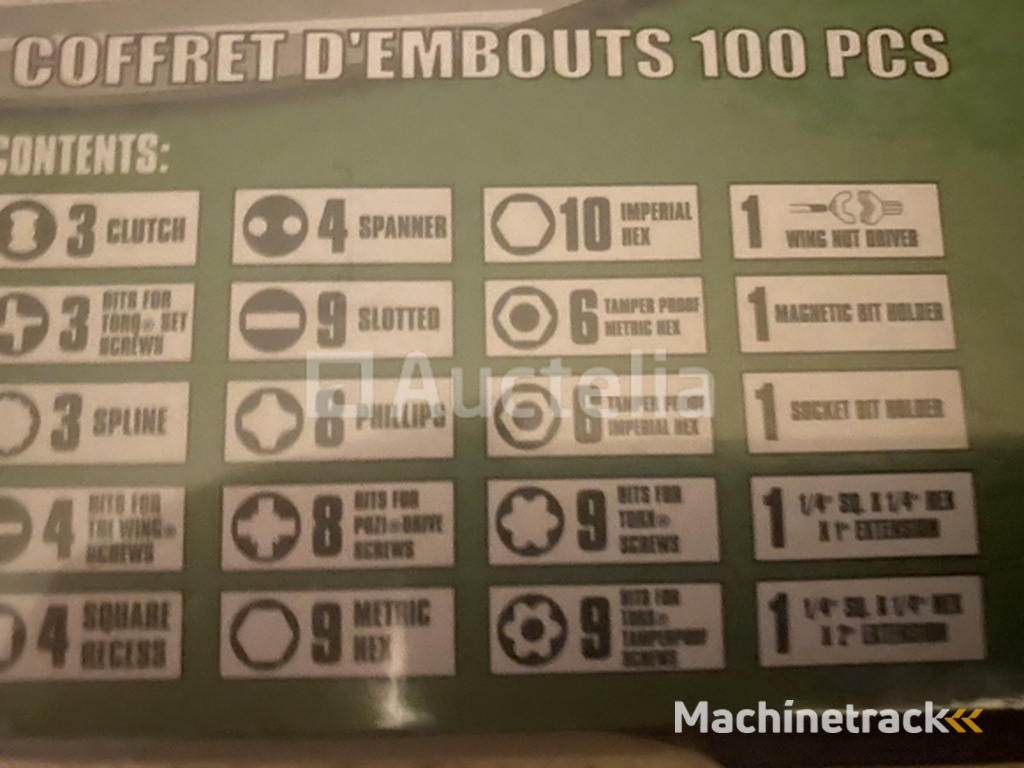 COFFRET D'EMBOUTS 100 PCS
CONTENTS:
3 CLUTCH
3 BITS FOR
TORQ® SET
SCREWS
3 SPLINE
4 BITS FOR
TRI WING®
SCREWS
4 SQUARE
RECESS
4 SPANNER
9 SLOTTED
PHILLIPS
8 BITS FOR
POZI®DRIVE
SCREWS
9 METRIC
HEX
10 IMPERIAL
HEX
6 TAMPER PROOF
METRIC HEX
6 TAMPER PROOF
IMPERIAL HEX
9 BITS FOR
TORX®
SCREWS
9 BITS FOR
TORX®
TAMPERPROOF
SCREWS
1 WING NUT DRIVER
1 MAGNETIC BIT HOLDER
1 SOCKET BIT HOLDER
1 1/4" SQ. X 1/4" HEX
X 1" EXTENSION
1 1/4" SQ. X 1/4" HEX
X 2" EXTENSION
Auctelia
Machinetrack